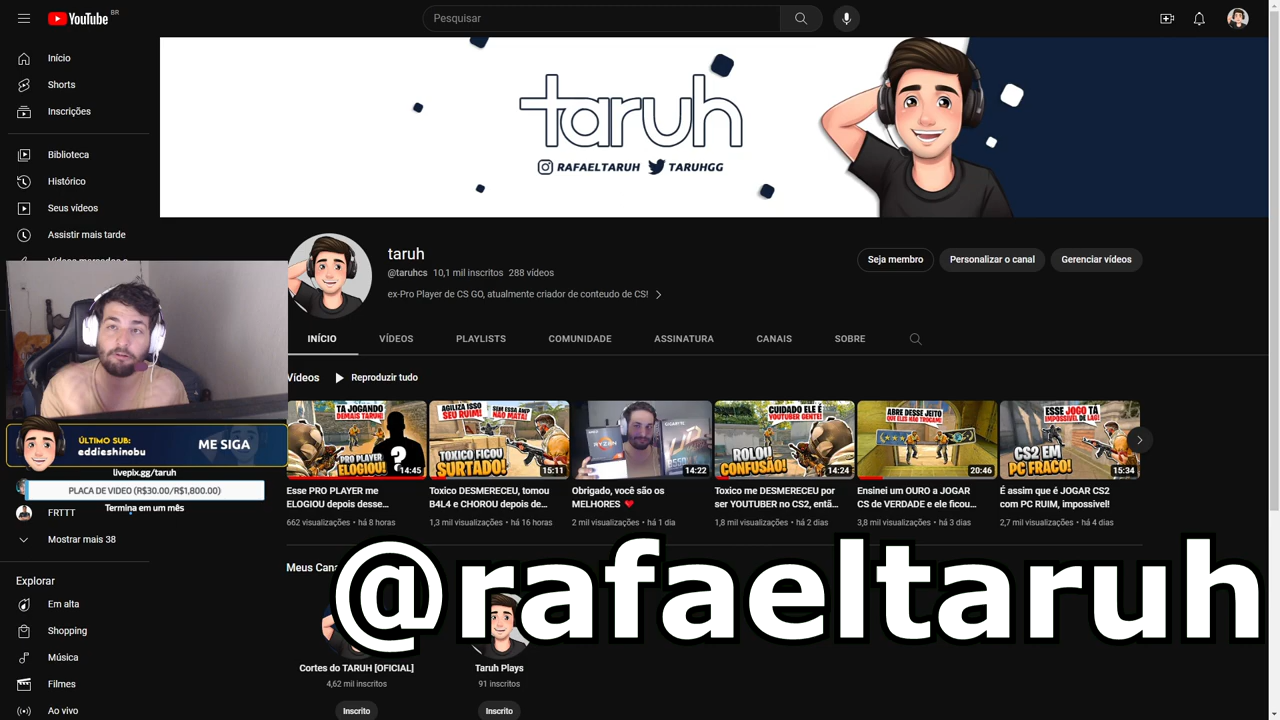 YouTube BR
Pesquisar
Início
Shorts
Inscrições
Biblioteca
Histórico
Seus vídeos
Assistir mais tarde
taruh
RAFAELTARUH TARUHGG
taruh
@taruhcs 10,1 mil inscritos 288 vídeos
ex-Pro Player de CS GO, atualmente criador de conteudo de CS!
Seja membro
Personalizar o canal
Gerenciar vídeos
INÍCIO VÍDEOS PLAYLISTS COMUNIDADE ASSINATURA CANAIS SOBRE
Vídeos Reproduzir tudo
TA JOGANDO
DEMAIS TARUH!
PRO PLAYER
ELOGIOU!
?
14:45
Esse PRO PLAYER me
ELOGIOU depois desse...
662 visualizações • há 8 horas
AGILIZA ISSO
SEU RUIM!
SEM ESSA AWP
NÃO MATA!
TOXICO FICOU
SURTADO!
15:11
Toxico DESMERECEU, tomou
B4L4 e CHOROU depois de...
1,3 mil visualizações • há 16 horas
RYZEN
14:22
Obrigado, você são os
MELHORES ❤️
2 mil visualizações • há 1 dia
CUIDADO ELE É
YOUTUBER GENTE!
ROLOU
CONFUSÃO!
14:24
Toxico me DESMERECEU por
ser YOUTUBER no CS2, entã...
1,8 mil visualizações • há 2 dias
ABRE DESSE JEITO
QUE ELES NÃO TROCAM!
20:46
Ensinei um OURO a JOGAR
CS de VERDADE e ele ficou...
3,8 mil visualizações • há 3 dias
ESSE JOGO
TA LAG!
CS2 EM
PC FRACO!
15:34
É assim que é JOGAR CS2
com PC RUIM, impossivel!
2,7 mil visualizações • há 4 dias
ÚLTIMO SUB:
eddieshinobu
ME SIGA
livepix.gg/taruh
PLACA DE VIDEO (R$30.00/R$1,800.00)
Termina em um mês
FRTTT
Mostrar mais 38
Explorar
Em alta
Shopping
Música
Filmes
Ao vivo
Meus Cana
@rafaeltaruh
Cortes do TARUH [OFICIAL]
4,62 mil inscritos
Inscrito
Taruh Plays
91 inscritos
Inscrito